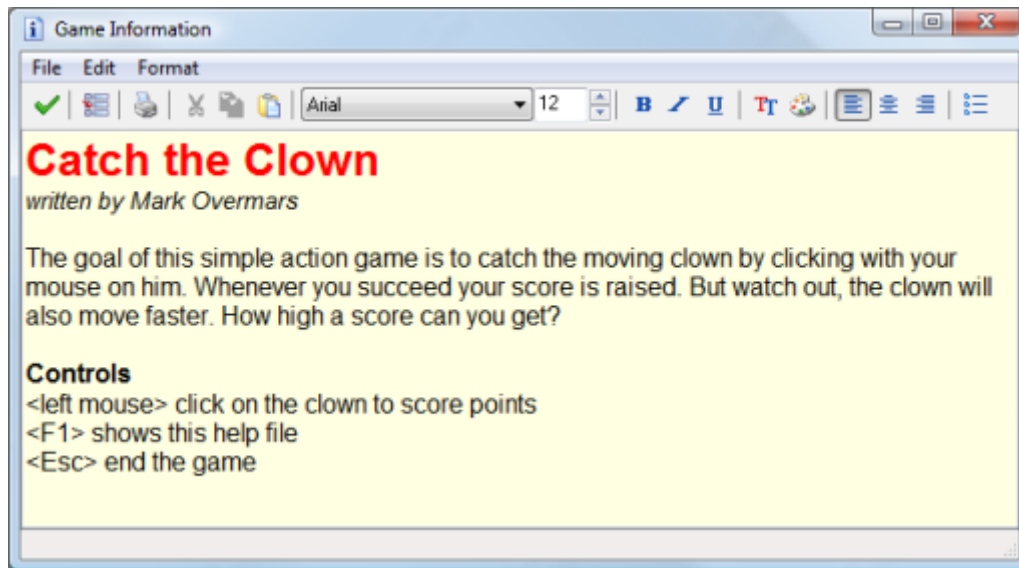 Game Information
File Edit Format
Arial 12 B I U TT
Catch the Clown
written by Mark Overmars
The goal of this simple action game is to catch the moving clown by clicking with your
mouse on him. Whenever you succeed your score is raised. But watch out, the clown will
also move faster. How high a score can you get?
Controls
<left mouse> click on the clown to score points
<F1> shows this help file
<Esc> end the game